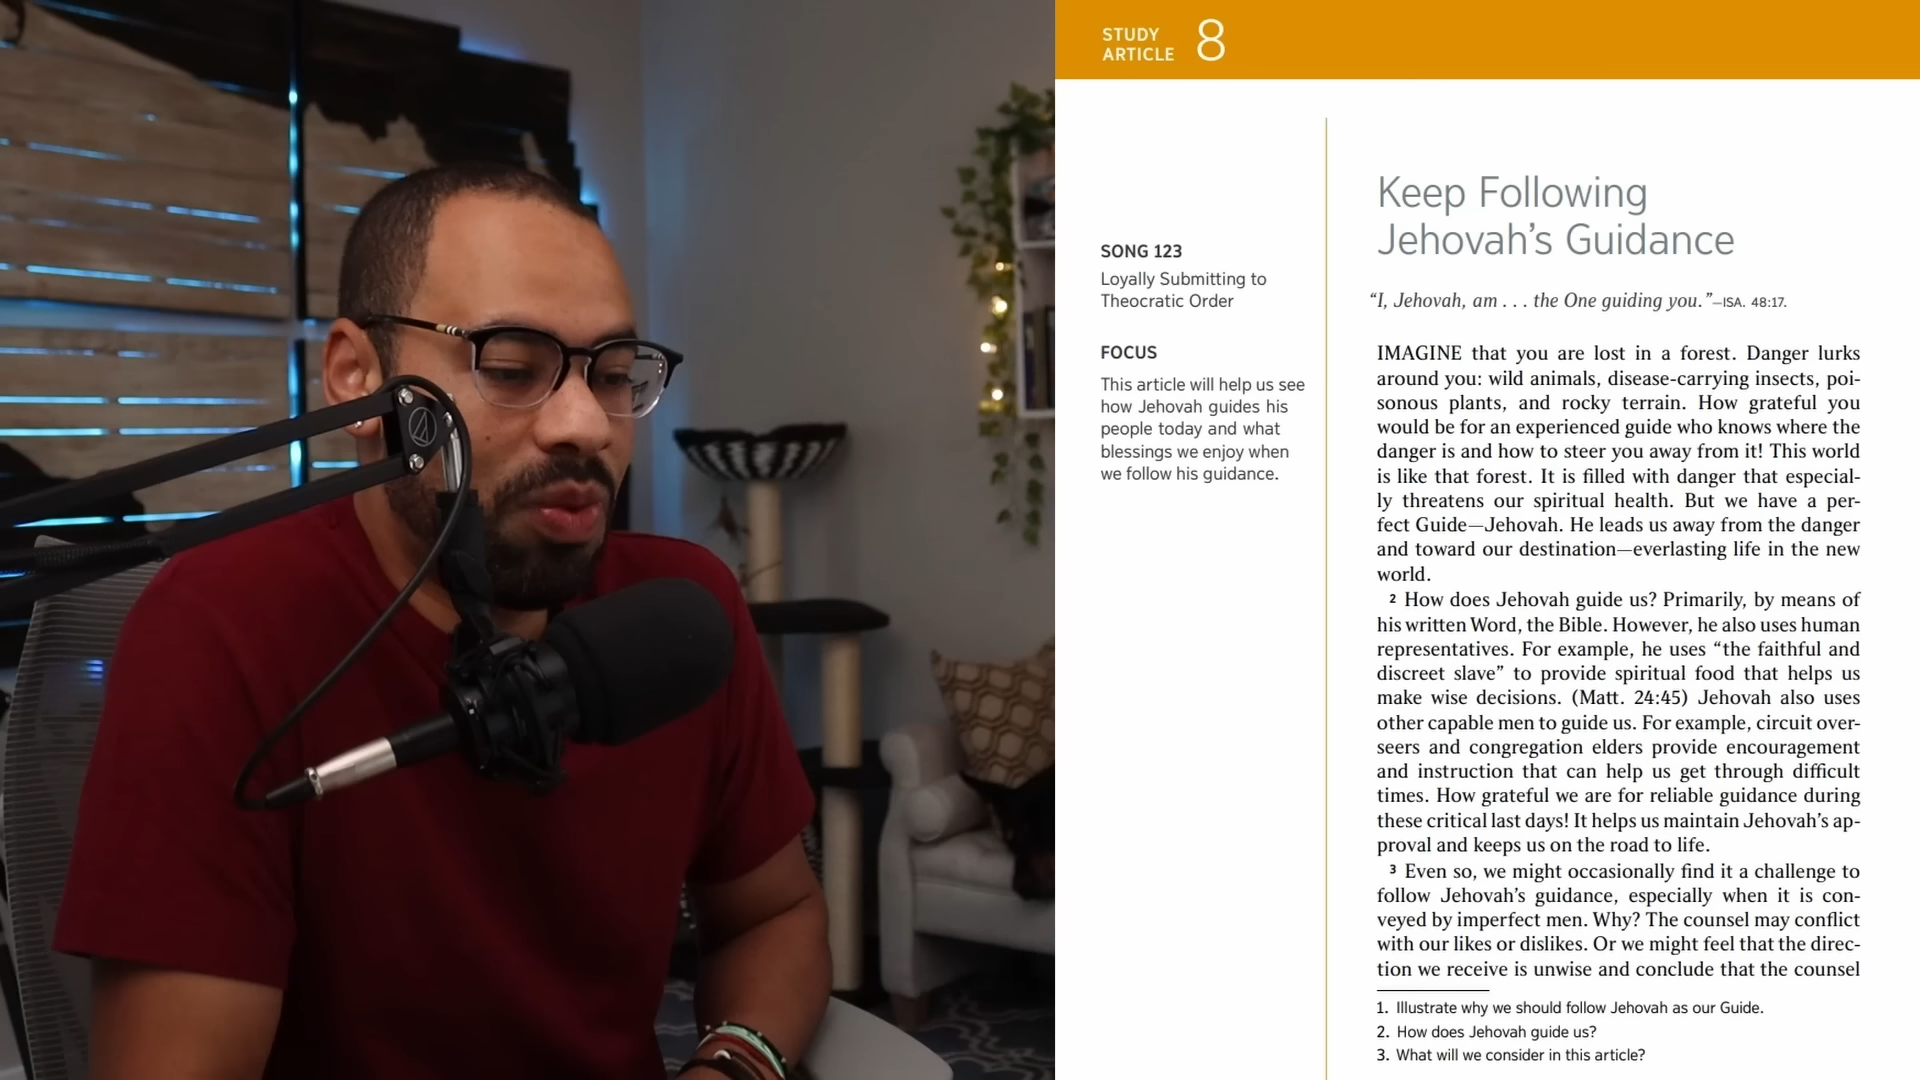 STUDY
ARTICLE 8
SONG 123
Loyally Submitting to
Theocratic Order
FOCUS
This article will help us see
how Jehovah guides his
people today and what
blessings we enjoy when
we follow his guidance.
Keep Following
Jehovah’s Guidance
“I, Jehovah, am . . . the One guiding you.”—ISA. 48:17.
IMAGINE that you are lost in a forest. Danger lurks
around you: wild animals, disease-carrying insects, poi-
sonous plants, and rocky terrain. How grateful you
would be for an experienced guide who knows where the
danger is and how to steer you away from it! This world
is like that forest. It is filled with danger that especial-
ly threatens our spiritual health. But we have a per-
fect Guide—Jehovah. He leads us away from the danger
and toward our destination—everlasting life in the new
world.
2 How does Jehovah guide us? Primarily, by means of
his written Word, the Bible. However, he also uses human
representatives. For example, he uses “the faithful and
discreet slave” to provide spiritual food that helps us
make wise decisions. (Matt. 24:45) Jehovah also uses
other capable men to guide us. For example, circuit over-
seers and congregation elders provide encouragement
and instruction that can help us get through difficult
times. How grateful we are for reliable guidance during
these critical last days! It helps us maintain Jehovah’s ap-
proval and keeps us on the road to life.
3 Even so, we might occasionally find it a challenge to
follow Jehovah’s guidance, especially when it is con-
veyed by imperfect men. Why? The counsel may conflict
with our likes or dislikes. Or we might feel that the direc-
tion we receive is unwise and conclude that the counsel
1. Illustrate why we should follow Jehovah as our Guide.
2. How does Jehovah guide us?
3. What will we consider in this article?